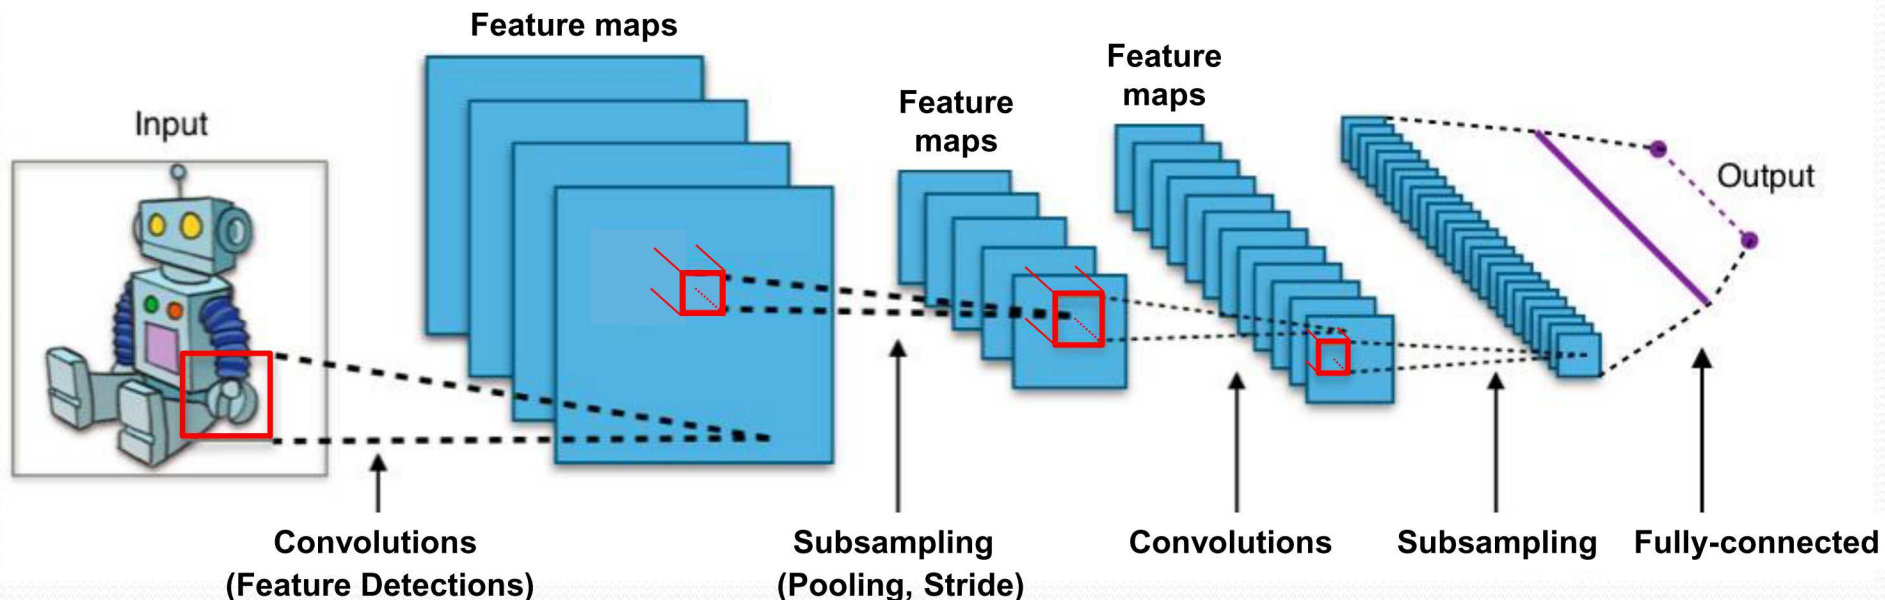 Feature maps
Feature
maps
Feature
maps
Input
Output
Convolutions
(Feature Detections)
Subsampling
(Pooling, Stride)
Convolutions
Subsampling
Fully-connected